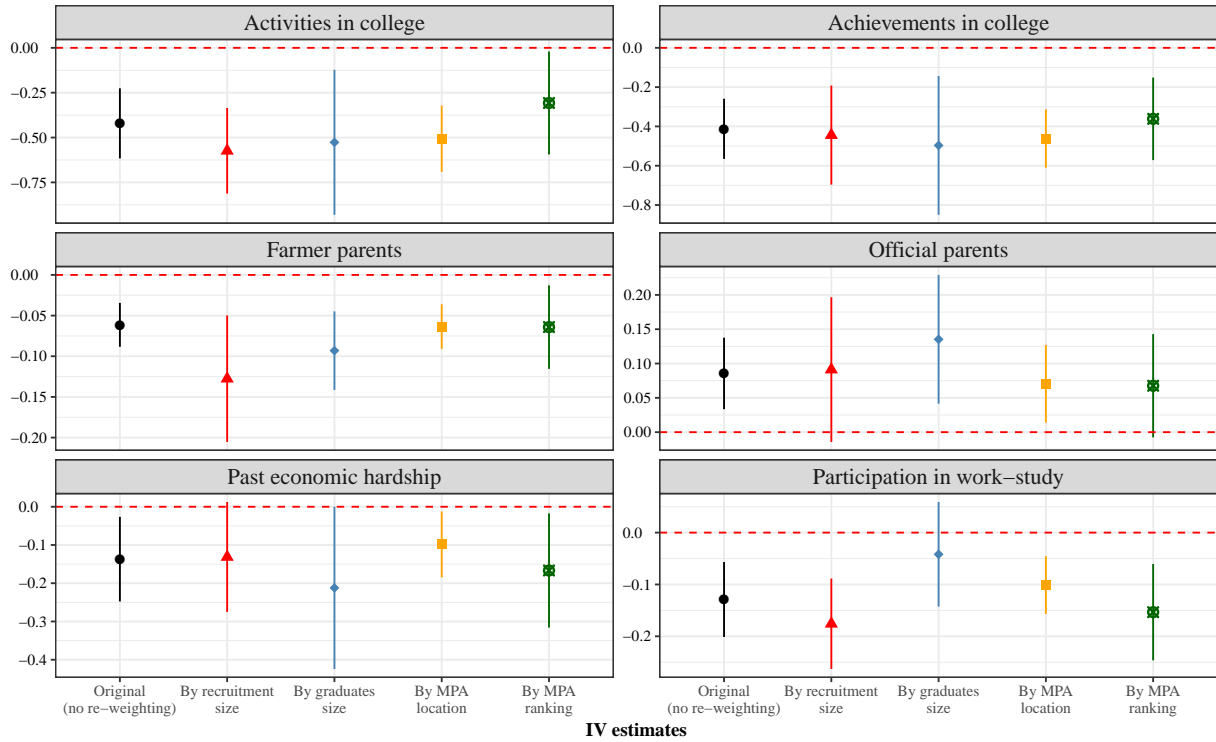 Activities in college
0.00
−0.25
−0.50
−0.75
Achievements in college
0.0
−0.2
−0.4
−0.6
−0.8
Farmer parents
0.00
−0.05
−0.10
−0.15
−0.20
Official parents
0.20
0.15
0.10
0.05
0.00
Past economic hardship
0.0
−0.1
−0.2
−0.3
−0.4
Participation in work−study
0.0
−0.1
−0.2
Original
(no re−weighting)
By recruitment
size
By graduates
size
By MPA
location
By MPA
ranking
Original
(no re−weighting)
By recruitment
size
By graduates
size
By MPA
location
By MPA
ranking
IV estimates